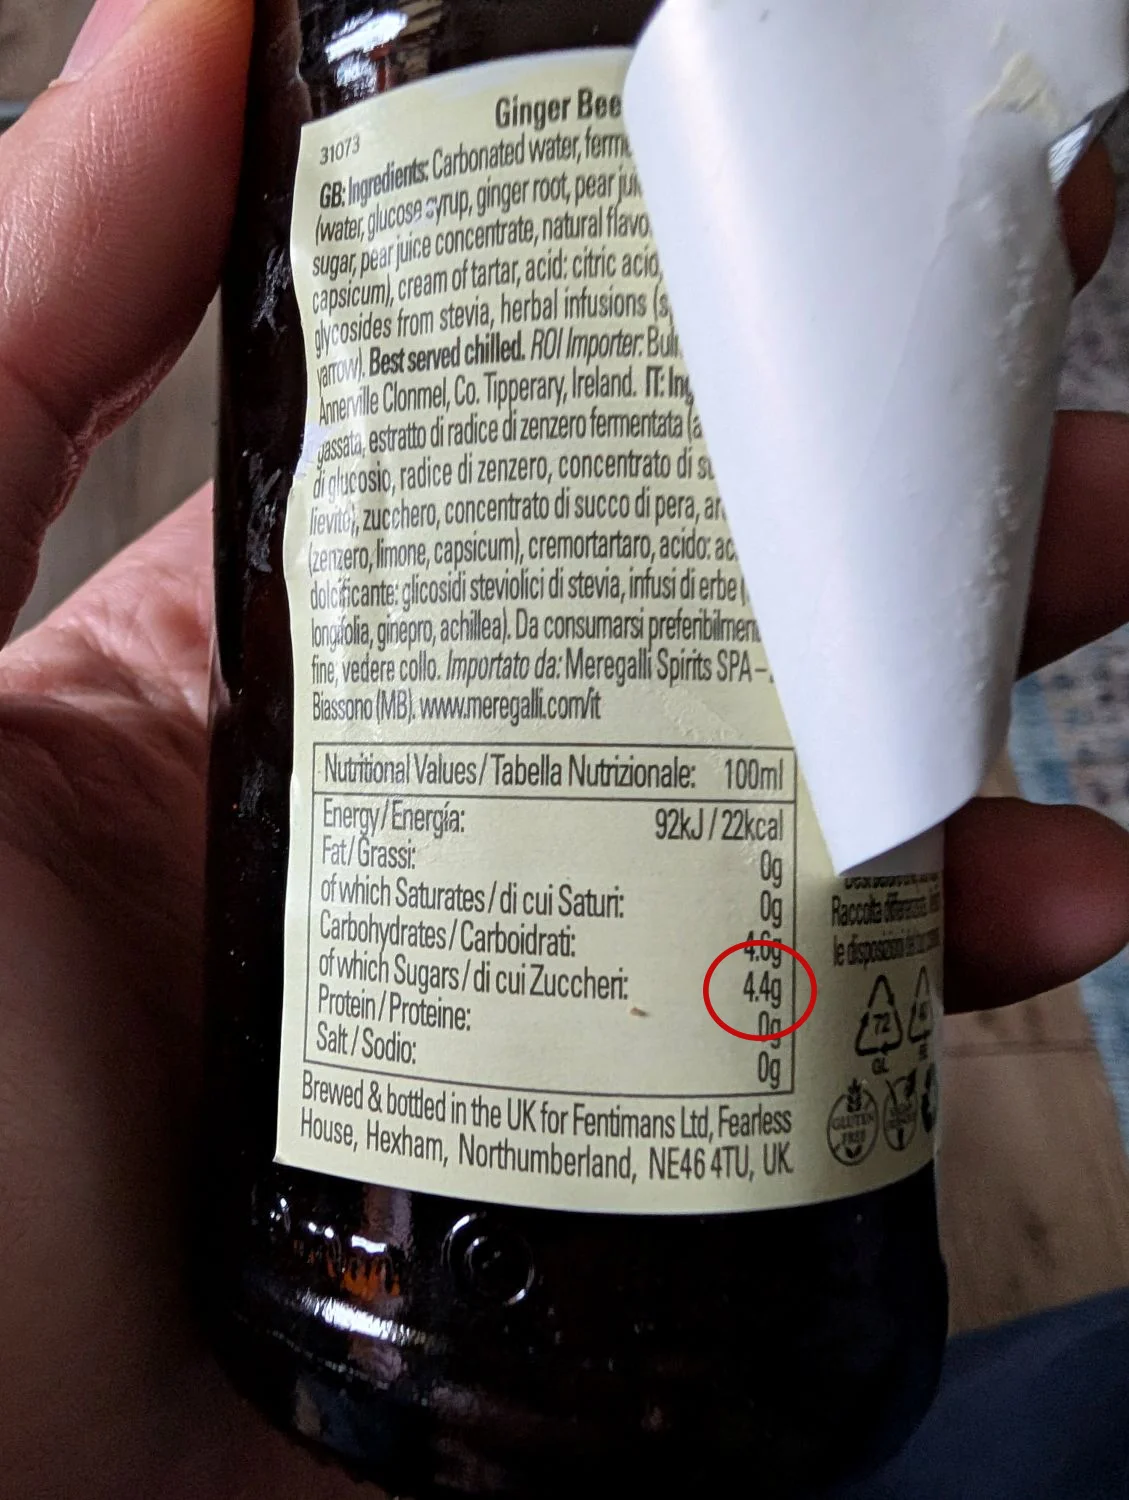 Ginger Bee
31073
GB: Ingredients: Carbonated water, ferme
(water, glucose syrup, ginger root, pear jui
sugar, pear juice concentrate, natural flavo
capsicum), cream of tartar, acid: citric acid,
glycosides from stevia, herbal infusions (s
yarrow). Best served chilled. ROI Importer: Bul
Annerville Clonmel, Co. Tipperary, Ireland. IT: Ing
gassata, estratto di radice di zenzero fermentata (a
di glucosio, radice di zenzero, concentrato di su
lievito), zucchero, concentrato di succo di pera, ar
(zenzero, limone, capsicum), cremortartaro, acido: ac
dolcificante: glicosidi steviolici di stevia, infusi di erbe (
longifolia, ginepro, achillea). Da consumarsi preferibilment
fine, vedere collo. Importato da: Meregalli Spirits SPA –
Biassono (MB). www.meregalli.com/it
Nutritional Values/Tabella Nutrizionale: 100ml
Energy/Energía: 92kJ / 22kcal
Fat/Grassi: 0g
of which Saturates/di cui Saturi: 0g
Carbohydrates/Carboidrati: 4.6g
of which Sugars/di cui Zuccheri: 4.4g
Protein/Proteine: 0g
Salt/Sodio: 0g
Brewed & bottled in the UK for Fentimans Ltd, Fearless
House, Hexham, Northumberland, NE46 4TU, UK.
Raccolta
le disposizioni
72
GL
GLUTEN
FREE